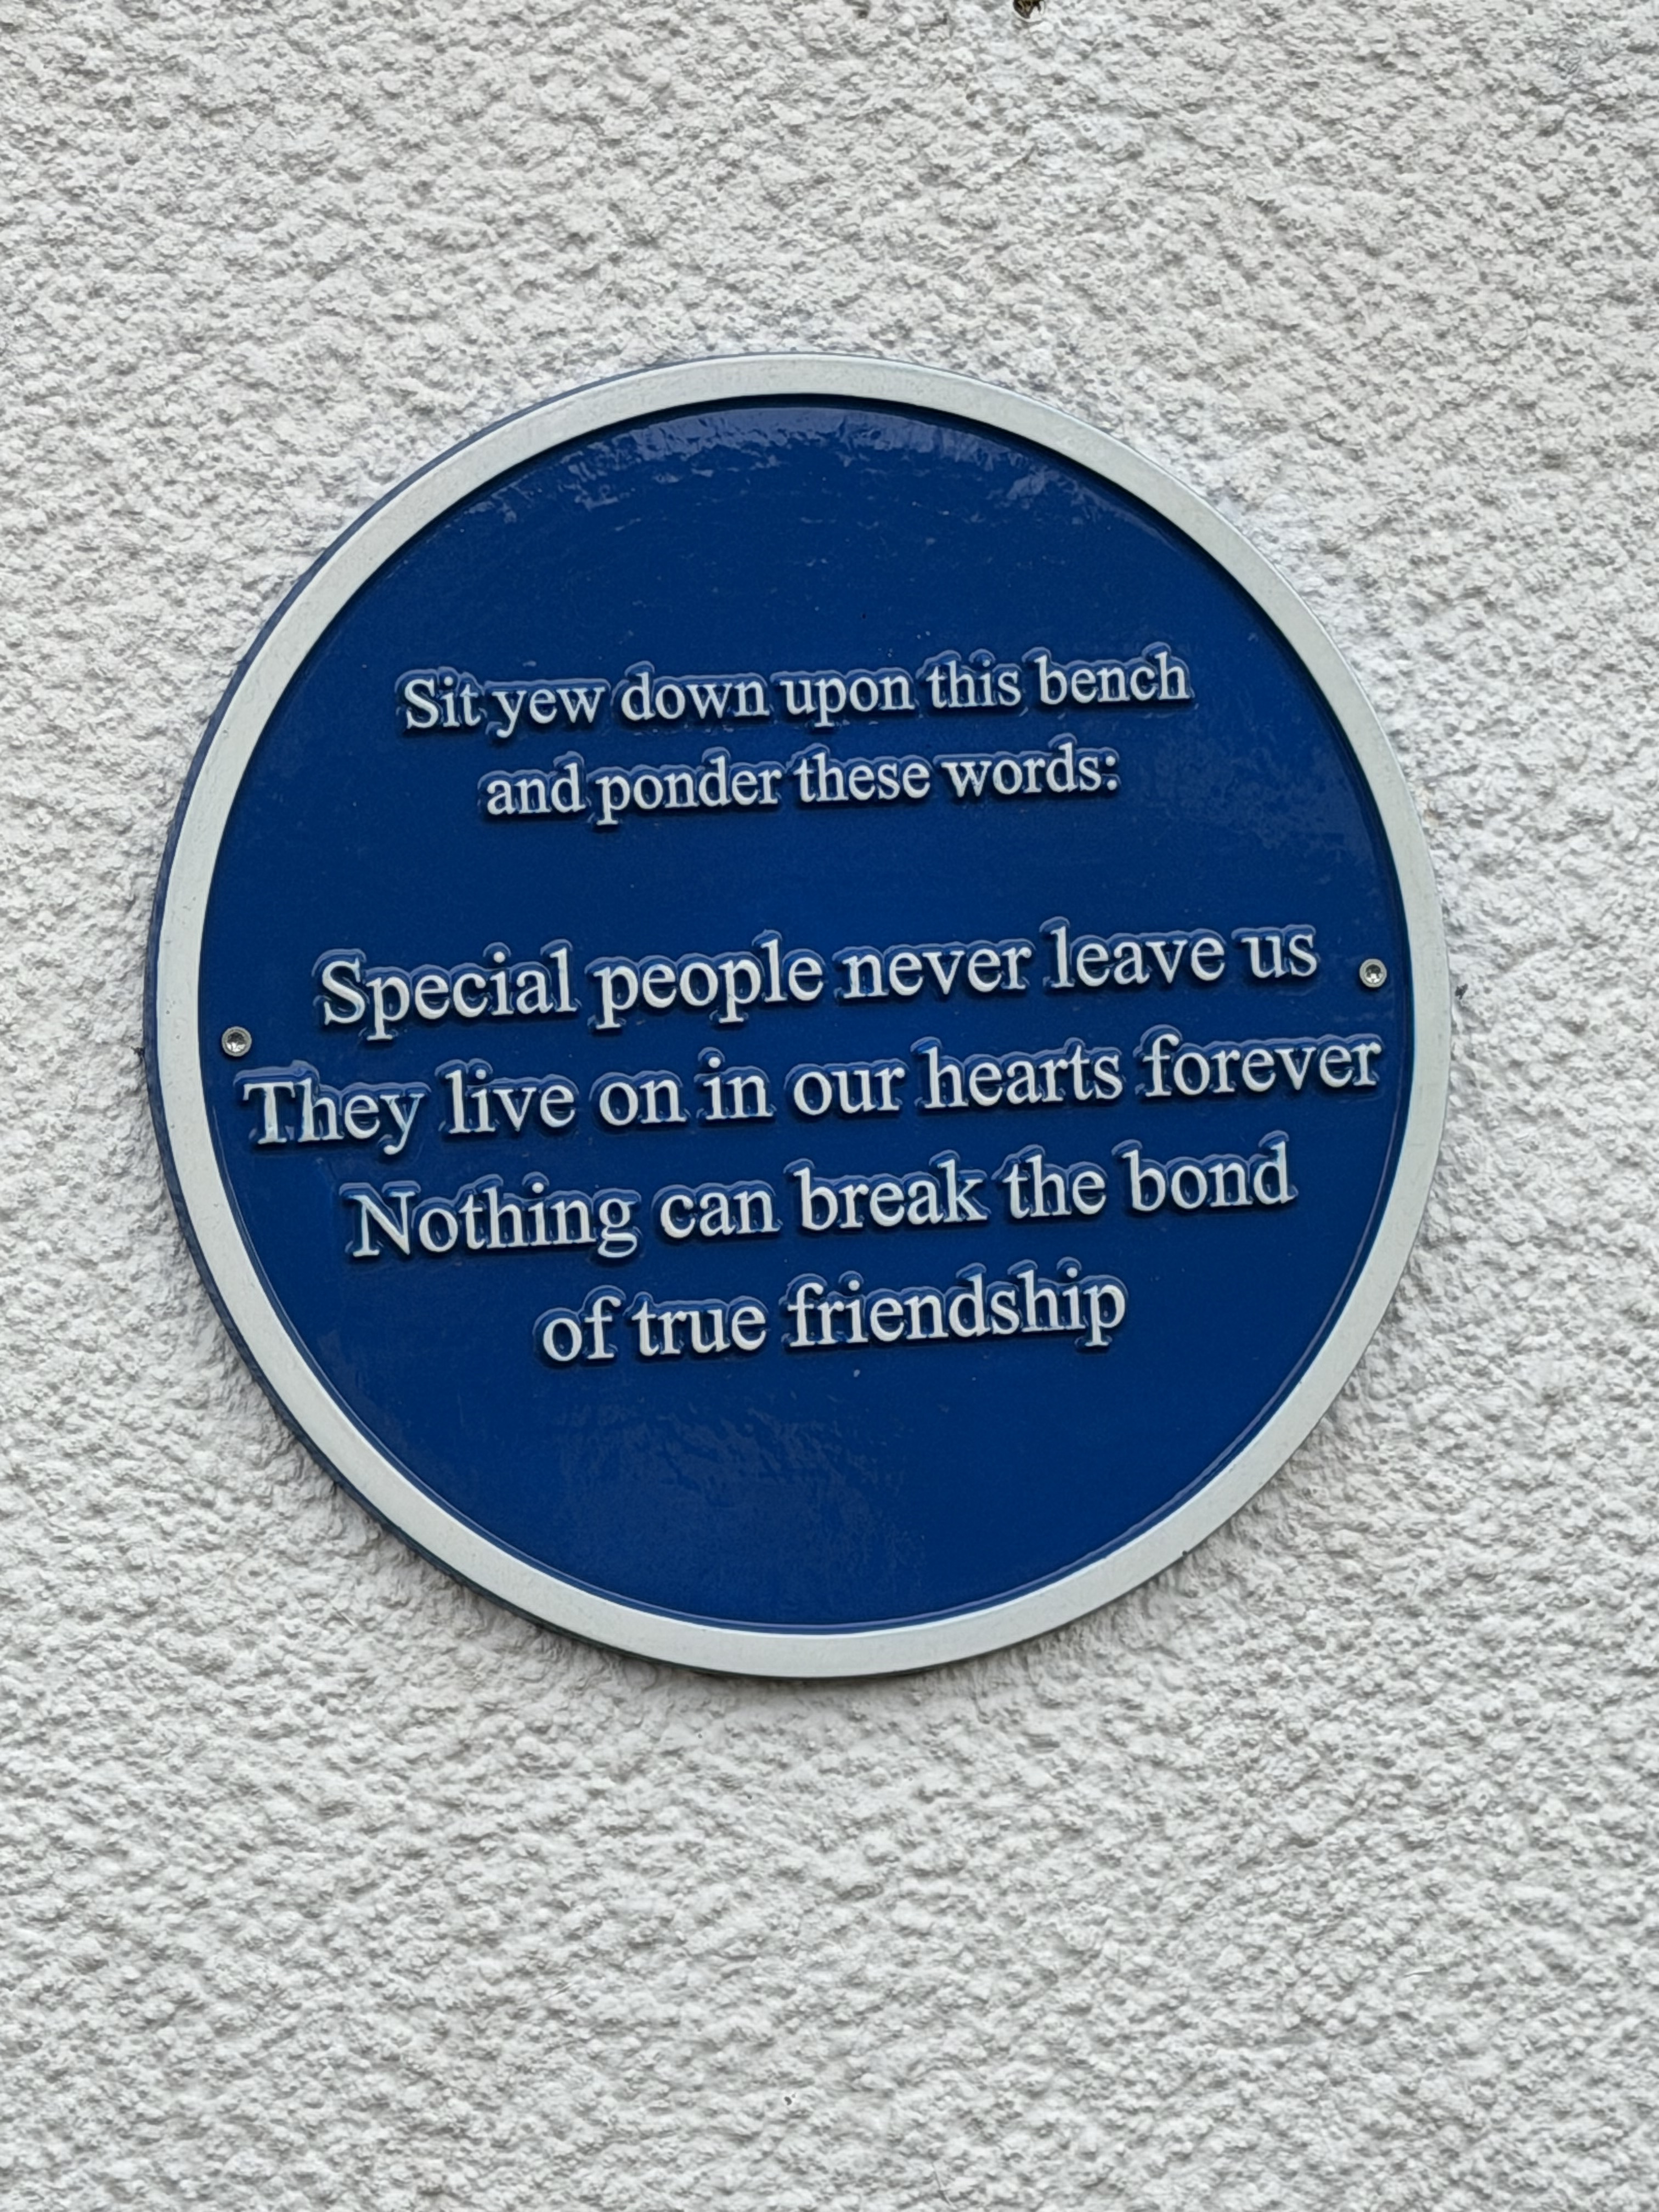 Sit yew down upon this bench
and ponder these words:
Special people never leave us
They live on in our hearts forever
Nothing can break the bond
of true friendship